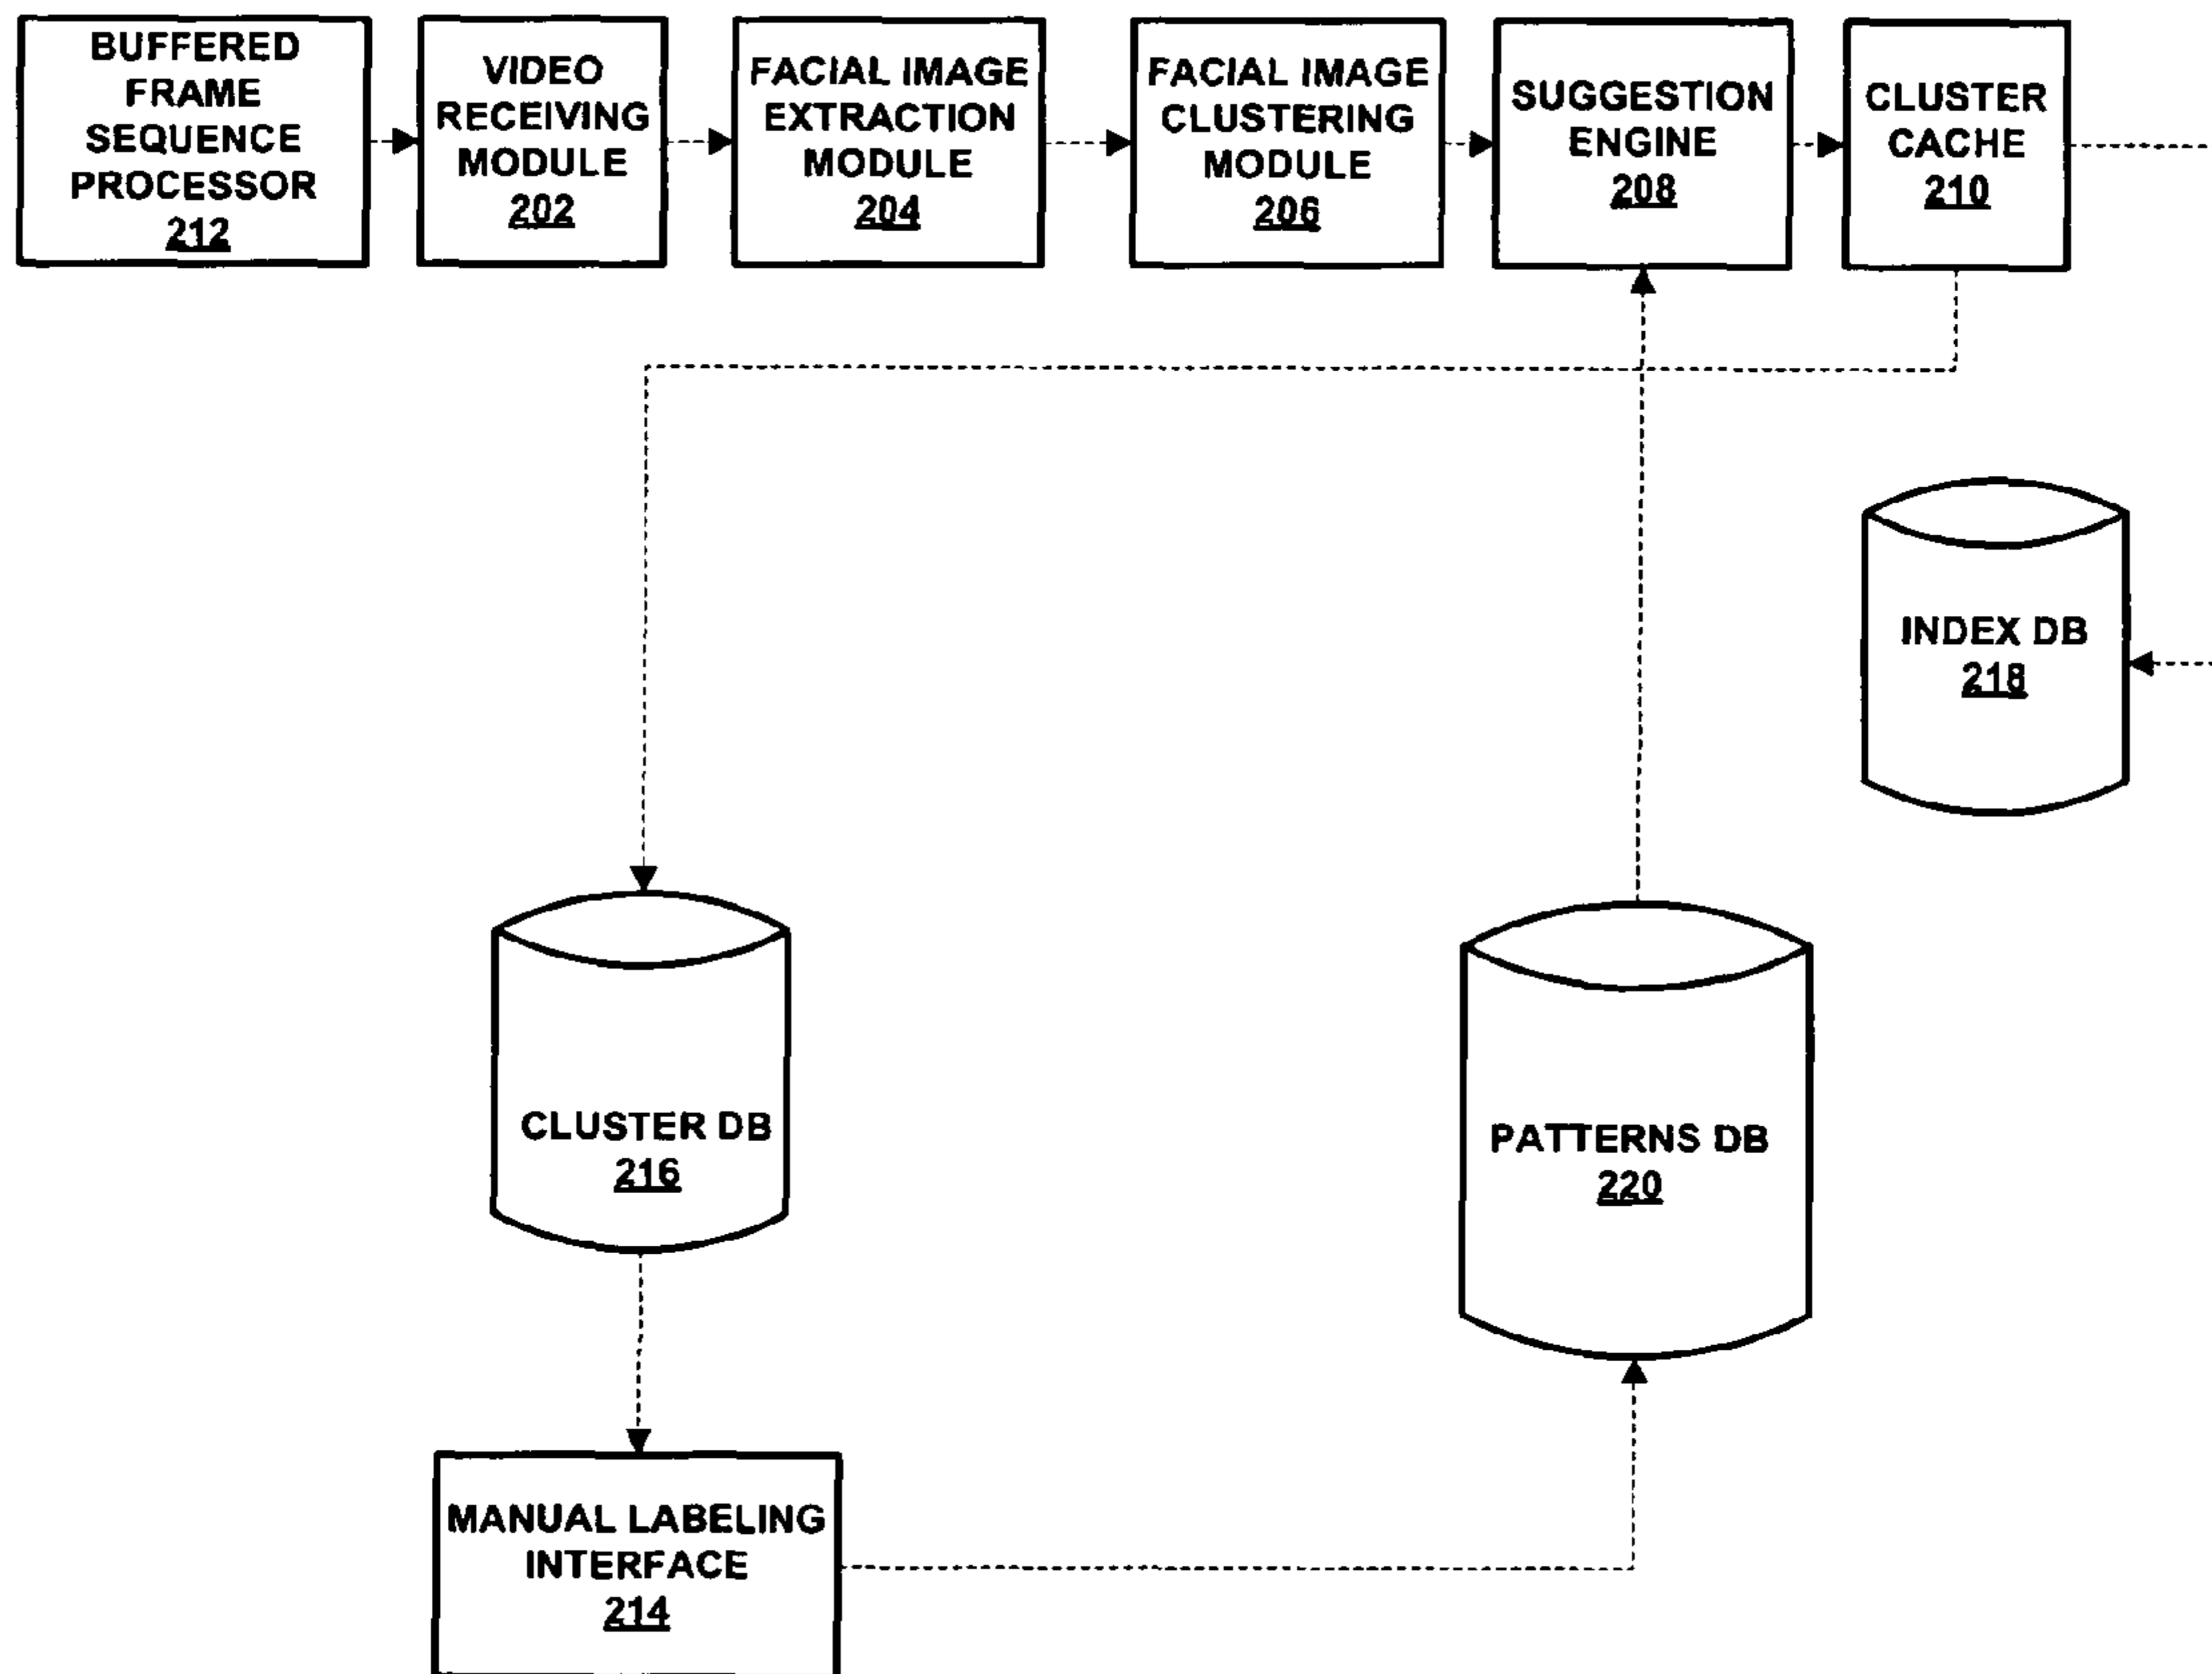 BUFFERED
FRAME
SEQUENCE
PROCESSOR
212
VIDEO
RECEIVING
MODULE
202
FACIAL IMAGE
EXTRACTION
MODULE
204
FACIAL IMAGE
CLUSTERING
MODULE
206
SUGGESTION
ENGINE
208
CLUSTER
CACHE
210
INDEX DB
218
CLUSTER DB
216
PATTERNS DB
220
MANUAL LABELING
INTERFACE
214